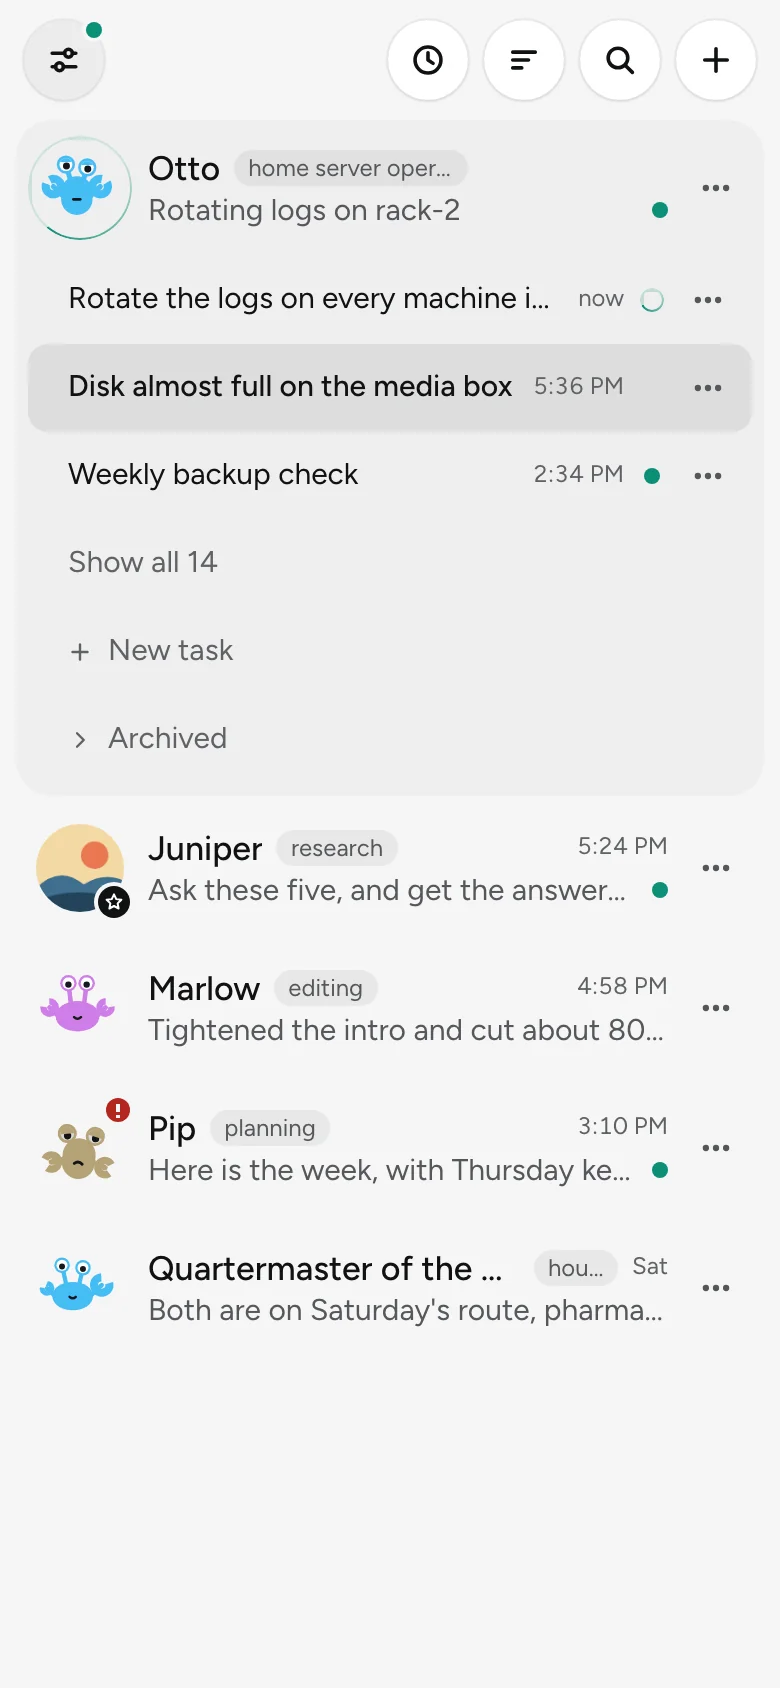 Otto home server oper...
Rotating logs on rack-2
Rotate the logs on every machine i... now
Disk almost full on the media box 5:36 PM
Weekly backup check 2:34 PM
Show all 14
+ New task
Archived
Juniper research 5:24 PM
Ask these five, and get the answer...
Marlow editing 4:58 PM
Tightened the intro and cut about 80...
Pip planning 3:10 PM
Here is the week, with Thursday ke...
Quartermaster of the ... hou... Sat
Both are on Saturday's route, pharma...